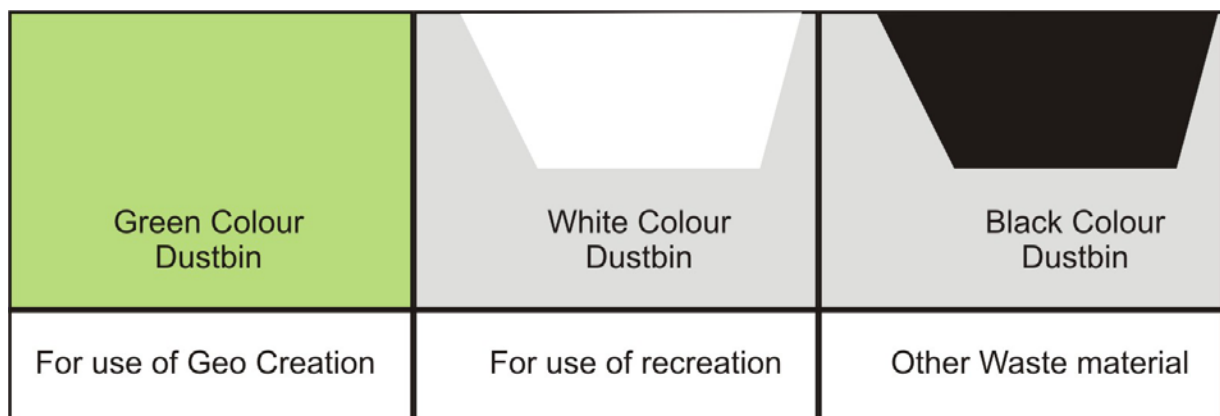 Green Colour
Dustbin
White Colour
Dustbin
Black Colour
Dustbin
For use of Geo Creation
For use of recreation
Other Waste material